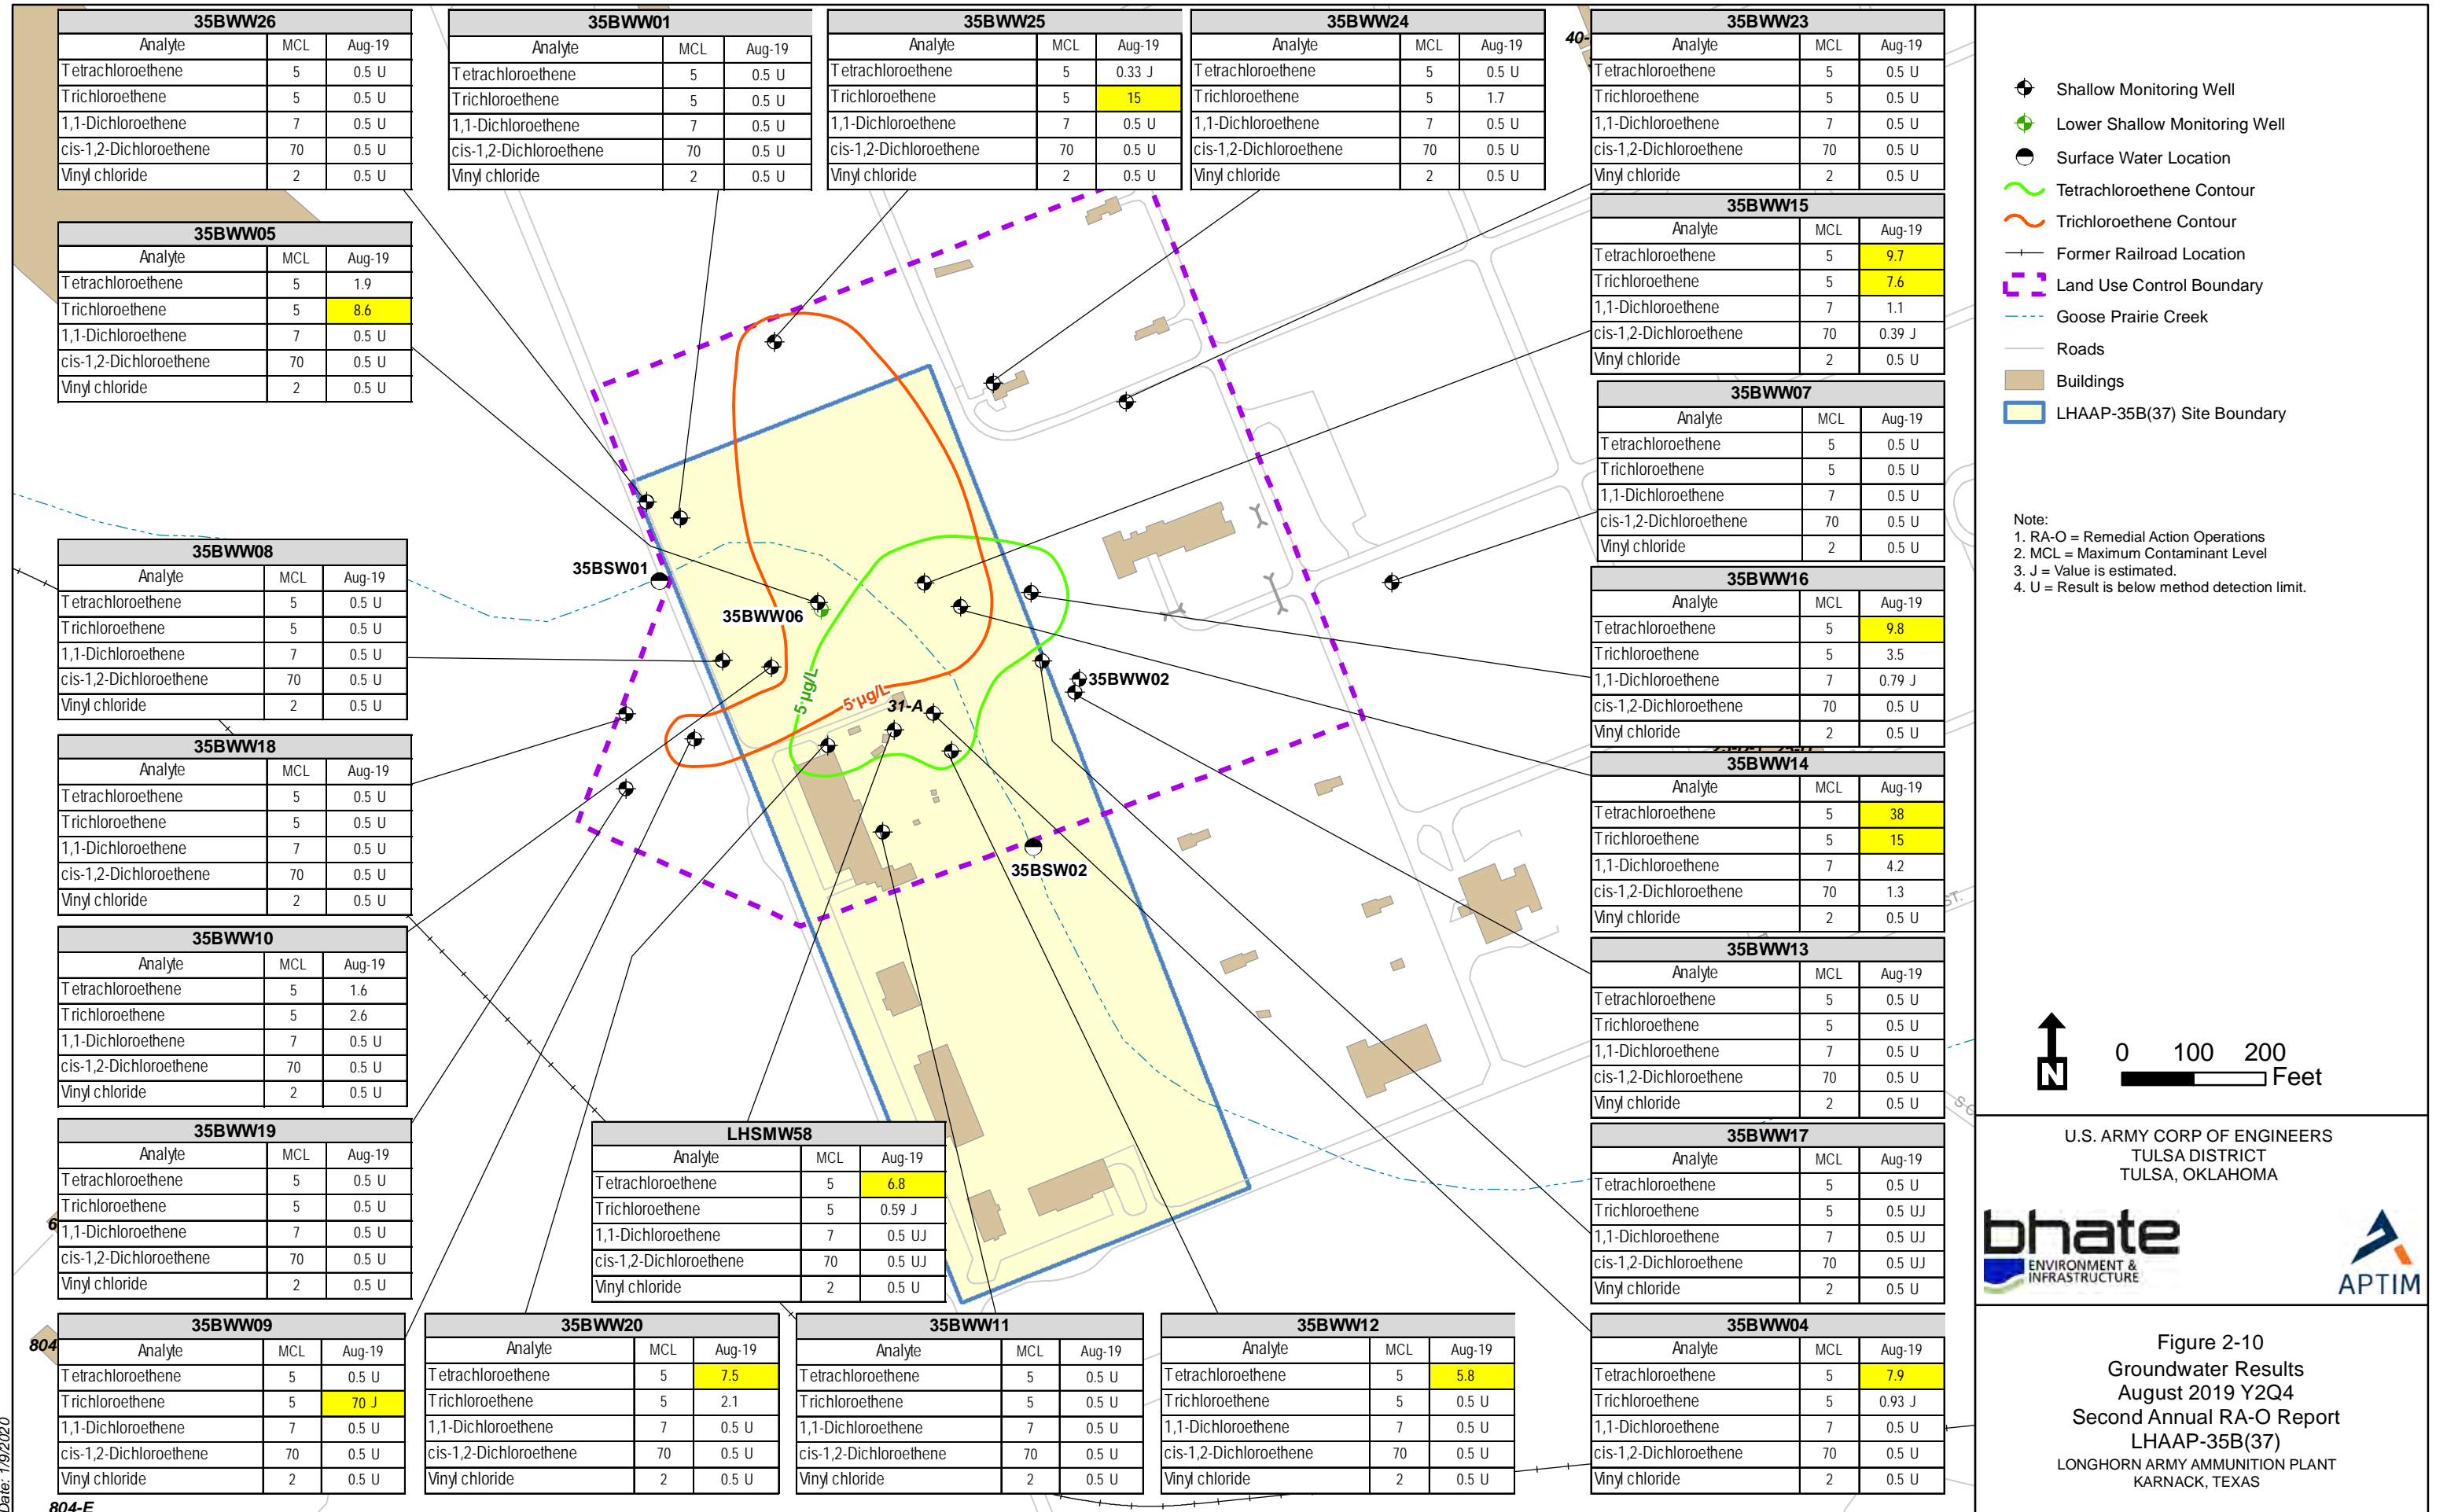 35BWW26
Analyte MCL Aug-19
Tetrachloroethene 5 0.5 U
Trichloroethene 5 0.5 U
1,1-Dichloroethene 7 0.5 U
cis-1,2-Dichloroethene 70 0.5 U
Vinyl chloride 2 0.5 U
35BWW01
Analyte MCL Aug-19
Tetrachloroethene 5 0.5 U
Trichloroethene 5 0.5 U
1,1-Dichloroethene 7 0.5 U
cis-1,2-Dichloroethene 70 0.5 U
Vinyl chloride 2 0.5 U
35BWW25
Analyte MCL Aug-19
Tetrachloroethene 5 0.33 J
Trichloroethene 5 15
1,1-Dichloroethene 7 0.5 U
cis-1,2-Dichloroethene 70 0.5 U
Vinyl chloride 2 0.5 U
35BWW24
Analyte MCL Aug-19
Tetrachloroethene 5 0.5 U
Trichloroethene 5 1.7
1,1-Dichloroethene 7 0.5 U
cis-1,2-Dichloroethene 70 0.5 U
Vinyl chloride 2 0.5 U
40-
35BWW23
Analyte MCL Aug-19
Tetrachloroethene 5 0.5 U
Trichloroethene 5 0.5 U
1,1-Dichloroethene 7 0.5 U
cis-1,2-Dichloroethene 70 0.5 U
Vinyl chloride 2 0.5 U
35BWW05
Analyte MCL Aug-19
Tetrachloroethene 5 1.9
Trichloroethene 5 8.6
1,1-Dichloroethene 7 0.5 U
cis-1,2-Dichloroethene 70 0.5 U
Vinyl chloride 2 0.5 U
35BWW15
Analyte MCL Aug-19
Tetrachloroethene 5 9.7
Trichloroethene 5 7.6
1,1-Dichloroethene 7 1.1
cis-1,2-Dichloroethene 70 0.39 J
Vinyl chloride 2 0.5 U
35BWW07
Analyte MCL Aug-19
Tetrachloroethene 5 0.5 U
Trichloroethene 5 0.5 U
1,1-Dichloroethene 7 0.5 U
cis-1,2-Dichloroethene 70 0.5 U
Vinyl chloride 2 0.5 U
35BWW08
Analyte MCL Aug-19
Tetrachloroethene 5 0.5 U
Trichloroethene 5 0.5 U
1,1-Dichloroethene 7 0.5 U
cis-1,2-Dichloroethene 70 0.5 U
Vinyl chloride 2 0.5 U
35BWW16
Analyte MCL Aug-19
Tetrachloroethene 5 9.8
Trichloroethene 5 3.5
1,1-Dichloroethene 7 0.79 J
cis-1,2-Dichloroethene 70 0.5 U
Vinyl chloride 2 0.5 U
35BWW18
Analyte MCL Aug-19
Tetrachloroethene 5 0.5 U
Trichloroethene 5 0.5 U
1,1-Dichloroethene 7 0.5 U
cis-1,2-Dichloroethene 70 0.5 U
Vinyl chloride 2 0.5 U
35BWW14
Analyte MCL Aug-19
Tetrachloroethene 5 38
Trichloroethene 5 15
1,1-Dichloroethene 7 4.2
cis-1,2-Dichloroethene 70 1.3
Vinyl chloride 2 0.5 U
35BWW10
Analyte MCL Aug-19
Tetrachloroethene 5 1.6
Trichloroethene 5 2.6
1,1-Dichloroethene 7 0.5 U
cis-1,2-Dichloroethene 70 0.5 U
Vinyl chloride 2 0.5 U
35BWW13
Analyte MCL Aug-19
Tetrachloroethene 5 0.5 U
Trichloroethene 5 0.5 U
1,1-Dichloroethene 7 0.5 U
cis-1,2-Dichloroethene 70 0.5 U
Vinyl chloride 2 0.5 U
35BWW19
Analyte MCL Aug-19
Tetrachloroethene 5 0.5 U
Trichloroethene 5 0.5 U
1,1-Dichloroethene 7 0.5 U
cis-1,2-Dichloroethene 70 0.5 U
Vinyl chloride 2 0.5 U
LHSMW58
Analyte MCL Aug-19
Tetrachloroethene 5 6.8
Trichloroethene 5 0.59 J
1,1-Dichloroethene 7 0.5 UJ
cis-1,2-Dichloroethene 70 0.5 UJ
Vinyl chloride 2 0.5 U
35BWW17
Analyte MCL Aug-19
Tetrachloroethene 5 0.5 U
Trichloroethene 5 0.5 UJ
1,1-Dichloroethene 7 0.5 UJ
cis-1,2-Dichloroethene 70 0.5 UJ
Vinyl chloride 2 0.5 U
35BWW09
Analyte MCL Aug-19
Tetrachloroethene 5 0.5 U
Trichloroethene 5 70 J
1,1-Dichloroethene 7 0.5 U
cis-1,2-Dichloroethene 70 0.5 U
Vinyl chloride 2 0.5 U
35BWW20
Analyte MCL Aug-19
Tetrachloroethene 5 7.5
Trichloroethene 5 2.1
1,1-Dichloroethene 7 0.5 U
cis-1,2-Dichloroethene 70 0.5 U
Vinyl chloride 2 0.5 U
35BWW11
Analyte MCL Aug-19
Tetrachloroethene 5 0.5 U
Trichloroethene 5 0.5 U
1,1-Dichloroethene 7 0.5 U
cis-1,2-Dichloroethene 70 0.5 U
Vinyl chloride 2 0.5 U
35BWW12
Analyte MCL Aug-19
Tetrachloroethene 5 5.8
Trichloroethene 5 0.5 U
1,1-Dichloroethene 7 0.5 U
cis-1,2-Dichloroethene 70 0.5 U
Vinyl chloride 2 0.5 U
35BWW04
Analyte MCL Aug-19
Tetrachloroethene 5 7.9
Trichloroethene 5 0.93 J
1,1-Dichloroethene 7 0.5 U
cis-1,2-Dichloroethene 70 0.5 U
Vinyl chloride 2 0.5 U
35BSW01
35BWW06
35BWW02
5 µg/L
5 µg/L
31-A
35BSW02
ST.
6
804
804-E
Date: 1/9/2020
Shallow Monitoring Well
Lower Shallow Monitoring Well
Surface Water Location
Tetrachloroethene Contour
Trichloroethene Contour
Former Railroad Location
Land Use Control Boundary
Goose Prairie Creek
Roads
Buildings
LHAAP-35B(37) Site Boundary
Note:
1. RA-O = Remedial Action Operations
2. MCL = Maximum Contaminant Level
3. J = Value is estimated.
4. U = Result is below method detection limit.
N
0 100 200
Feet
U.S. ARMY CORP OF ENGINEERS
TULSA DISTRICT
TULSA, OKLAHOMA
bhate
ENVIRONMENT &
INFRASTRUCTURE
APTIM
Figure 2-10
Groundwater Results
August 2019 Y2Q4
Second Annual RA-O Report
LHAAP-35B(37)
LONGHORN ARMY AMMUNITION PLANT
KARNACK, TEXAS